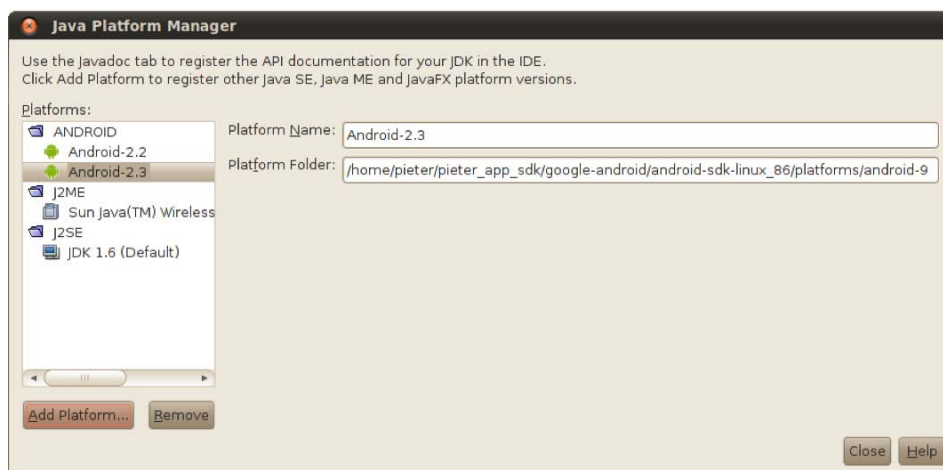 Java Platform Manager
Use the Javadoc tab to register the API documentation for your JDK in the IDE.
Click Add Platform to register other Java SE, Java ME and JavaFX platform versions.
Platforms:
ANDROID
Android-2.2
Android-2.3
J2ME
Sun Java(TM) Wireless
J2SE
JDK 1.6 (Default)
Platform Name: Android-2.3
Platform Folder: /home/pieter/pieter_app_sdk/google-android/android-sdk-linux_86/platforms/android-9
Add Platform... Remove
Close Help